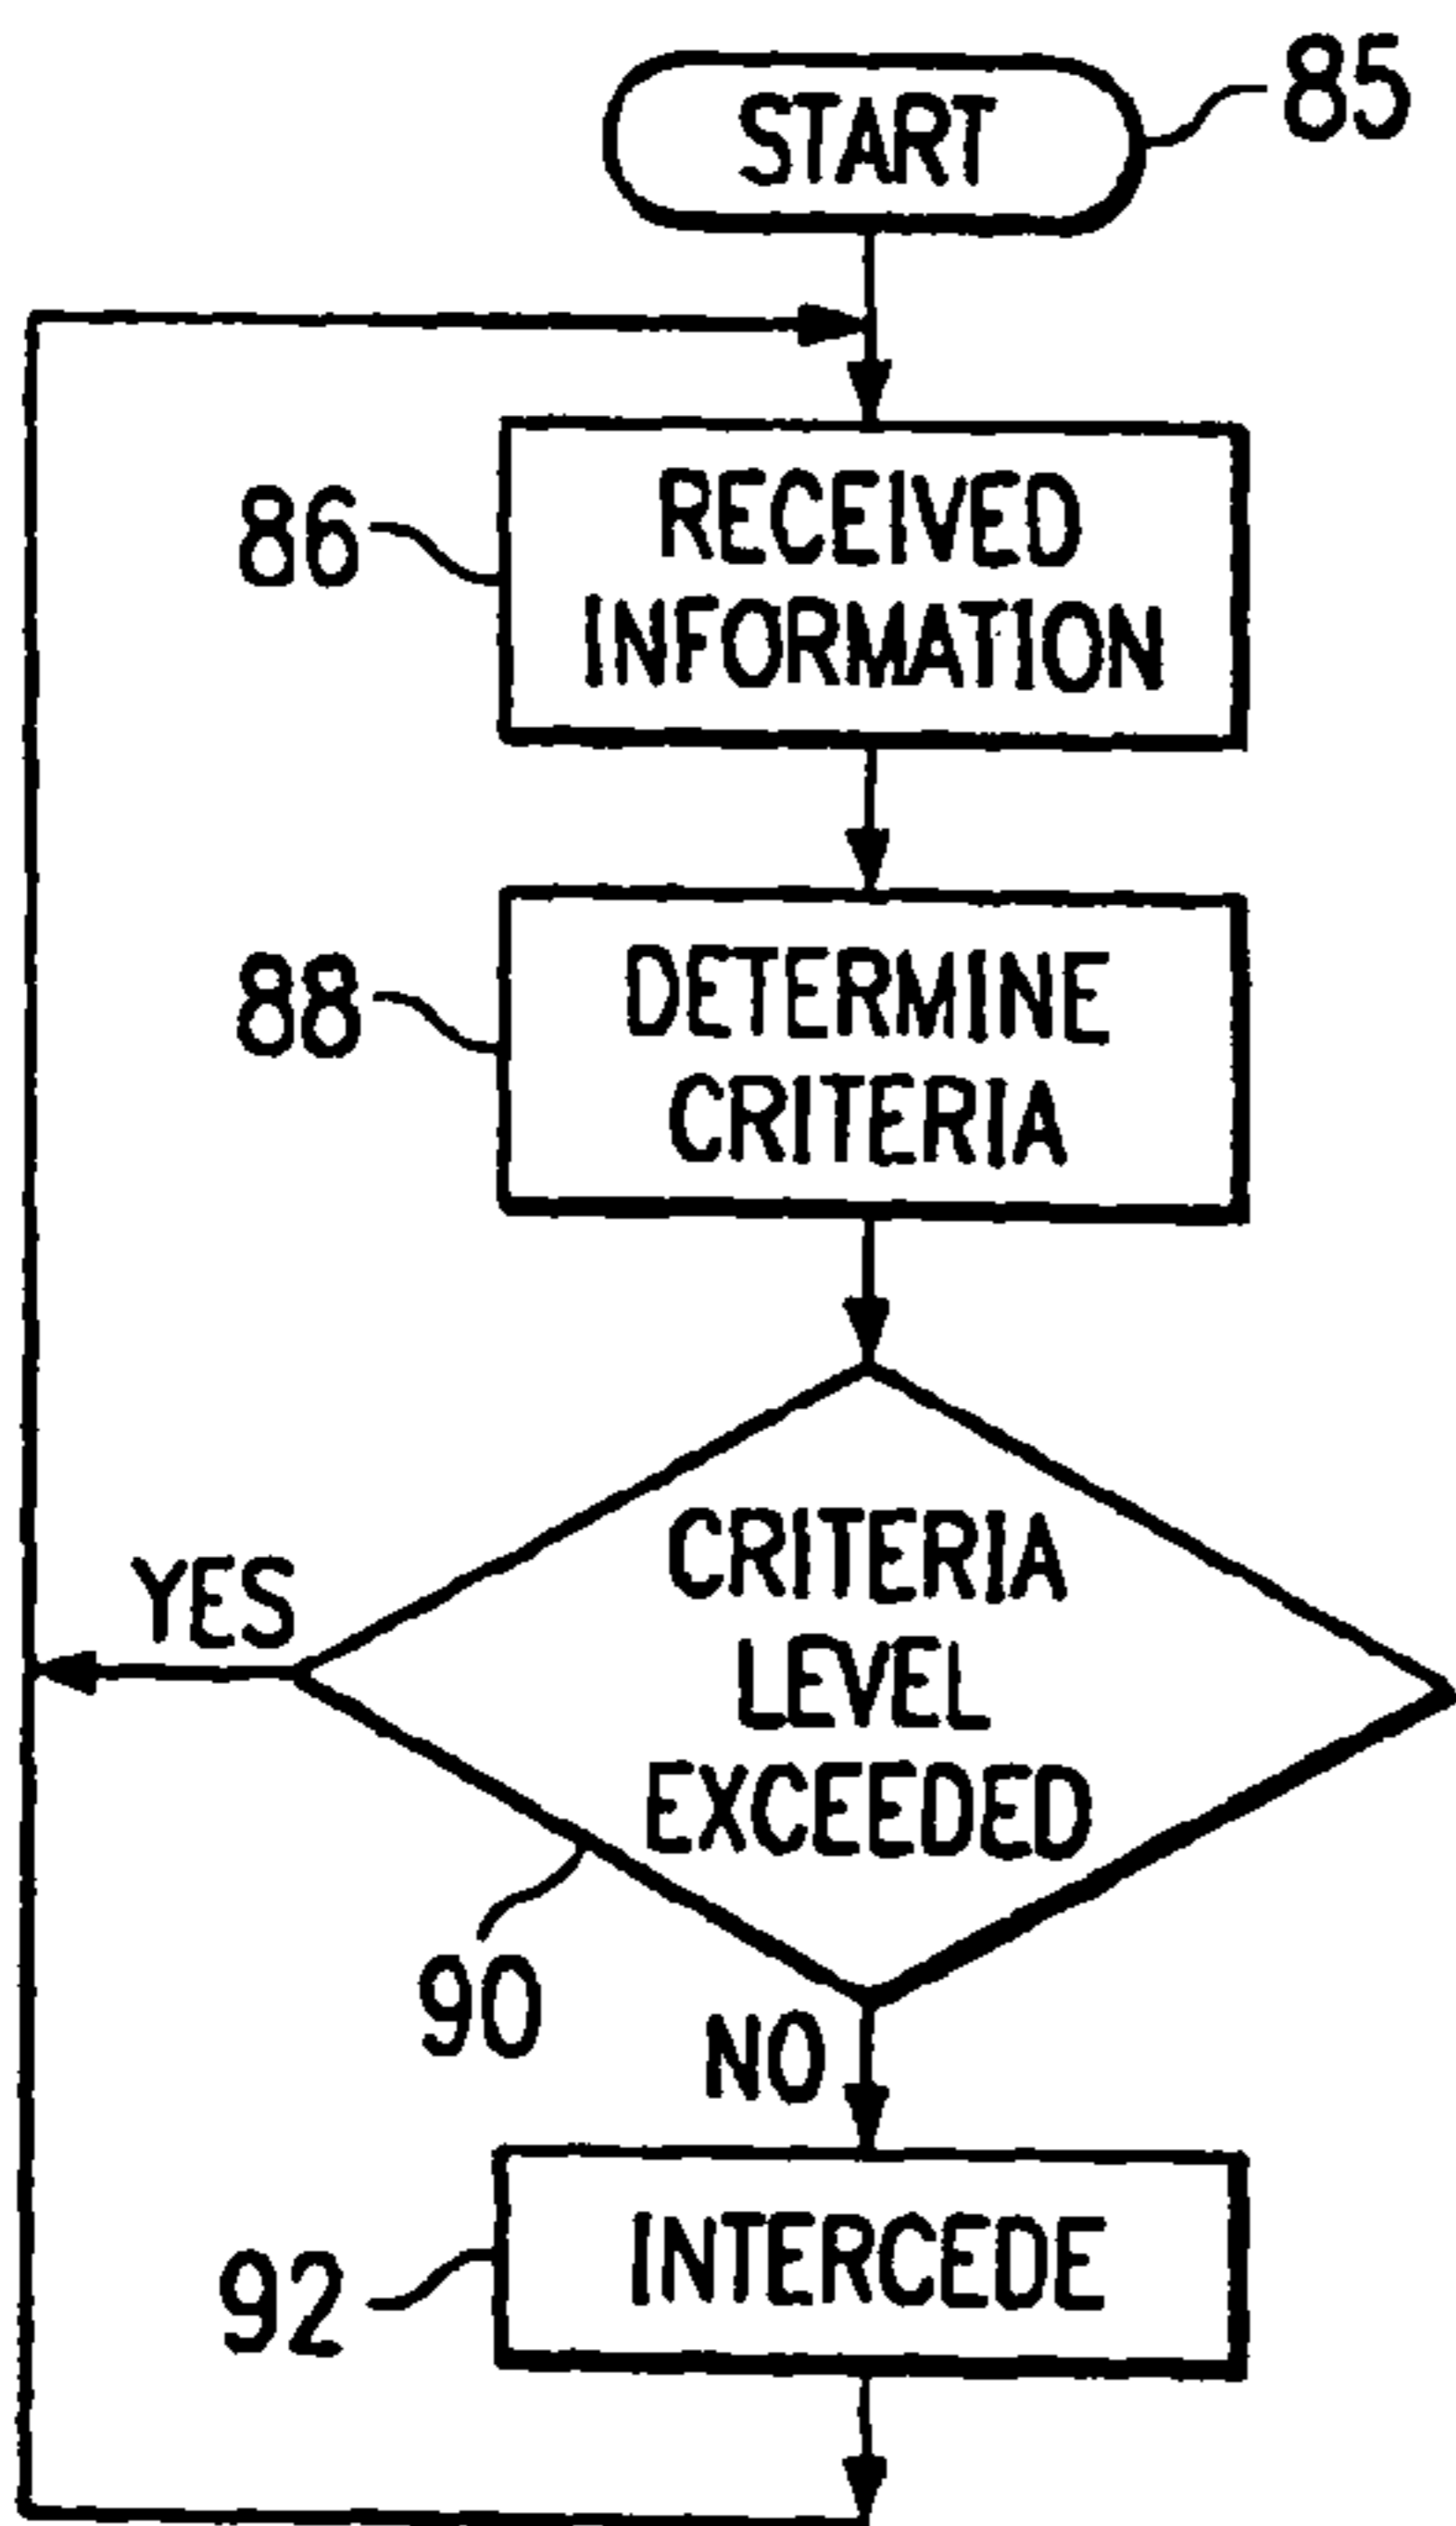 START
85
86
RECEIVED
INFORMATION
88
DETERMINE
CRITERIA
YES
CRITERIA
LEVEL
EXCEEDED
90
NO
92
INTERCEDE